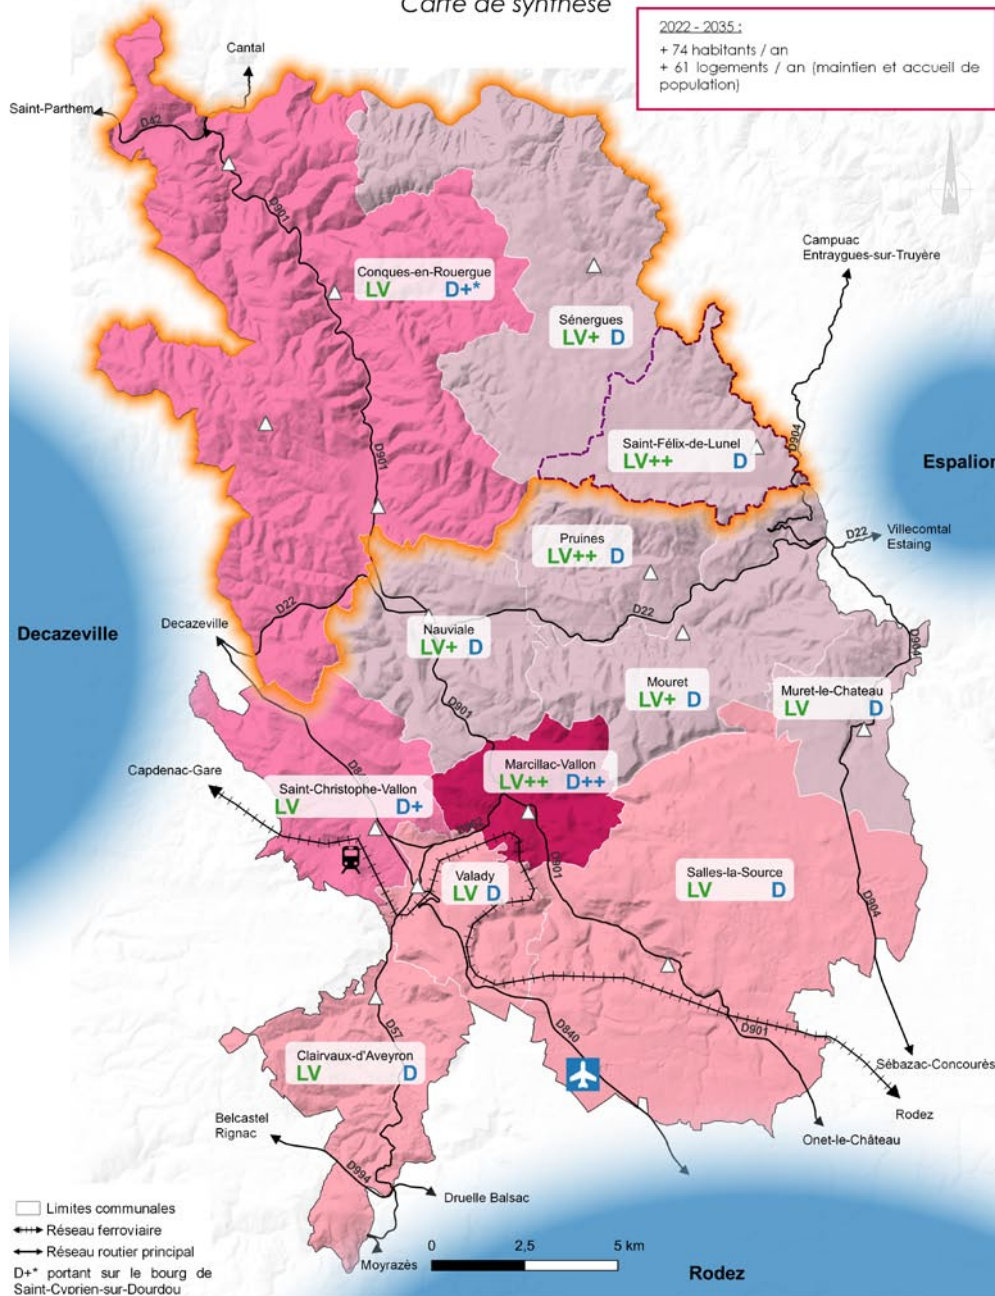 Carte de synthèse
2022 - 2035 :
+ 74 habitants / an
+ 61 logements / an (maintien et accueil de
population)
Cantal
Saint-Parthem
D42
D901
N
Campuac
Entraygues-sur-Truyère
Conques-en-Rouergue
LV D+*
Sénergues
LV+ D
D901
Saint-Félix-de-Lunel
LV++ D
D904
Espalion
Pruines
LV++ D
D22
Villecomtal
Estaing
D22
D22
Decazeville
Decazeville
Nauviale
LV+ D
D904
Mouret
LV+ D
Muret-le-Chateau
LV D
D901
Capdenac-Gare
Marcillac-Vallon
LV++ D++
Saint-Christophe-Vallon
LV D+
Valady
LV D
D901
Salles-la-Source
LV D
D904
D57
D840
D901
Clairvaux-d'Aveyron
LV D
Sébazac-Concourès
Rodez
Belcastel
Rignac
Onet-le-Château
D994
Druelle Balsac
Moyrazès
Limites communales
Réseau ferroviaire
Réseau routier principal
D+* portant sur le bourg de
Saint-Cyprien-sur-Dourdou
0 2,5 5 km
Rodez